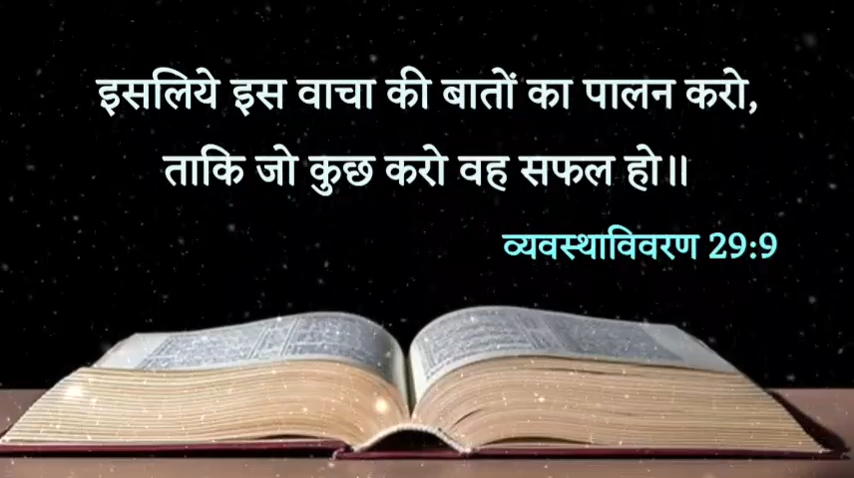 इसलिये इस वाचा की बातों का पालन करो,
ताकि जो कुछ करो वह सफल हो॥
व्यवस्थाविवरण 29:9